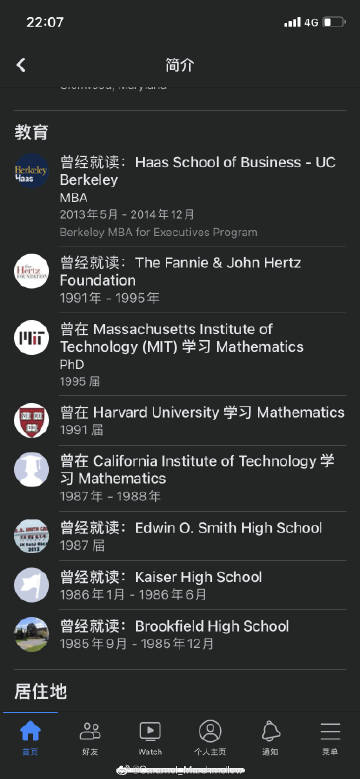 22:07
4G
简介
教育
Berkeley
Haas
曾经就读：Haas School of Business - UC
Berkeley
MBA
2013年5月 - 2014年12月
Berkeley MBA for Executives Program
Hertz
FOUNDATION
曾经就读：The Fannie & John Hertz
Foundation
1991年 - 1995年
MIT
曾在 Massachusetts Institute of
Technology (MIT) 学习 Mathematics
PhD
1995 届
曾在 Harvard University 学习 Mathematics
1991 届
曾在 California Institute of Technology 学
习 Mathematics
1987年 - 1988年
曾经就读：Edwin O. Smith High School
1987 届
曾经就读：Kaiser High School
1986年1月 - 1986年6月
曾经就读：Brookfield High School
1985年9月 - 1985年12月
居住地
首页
好友
Watch
个人主页
通知
菜单